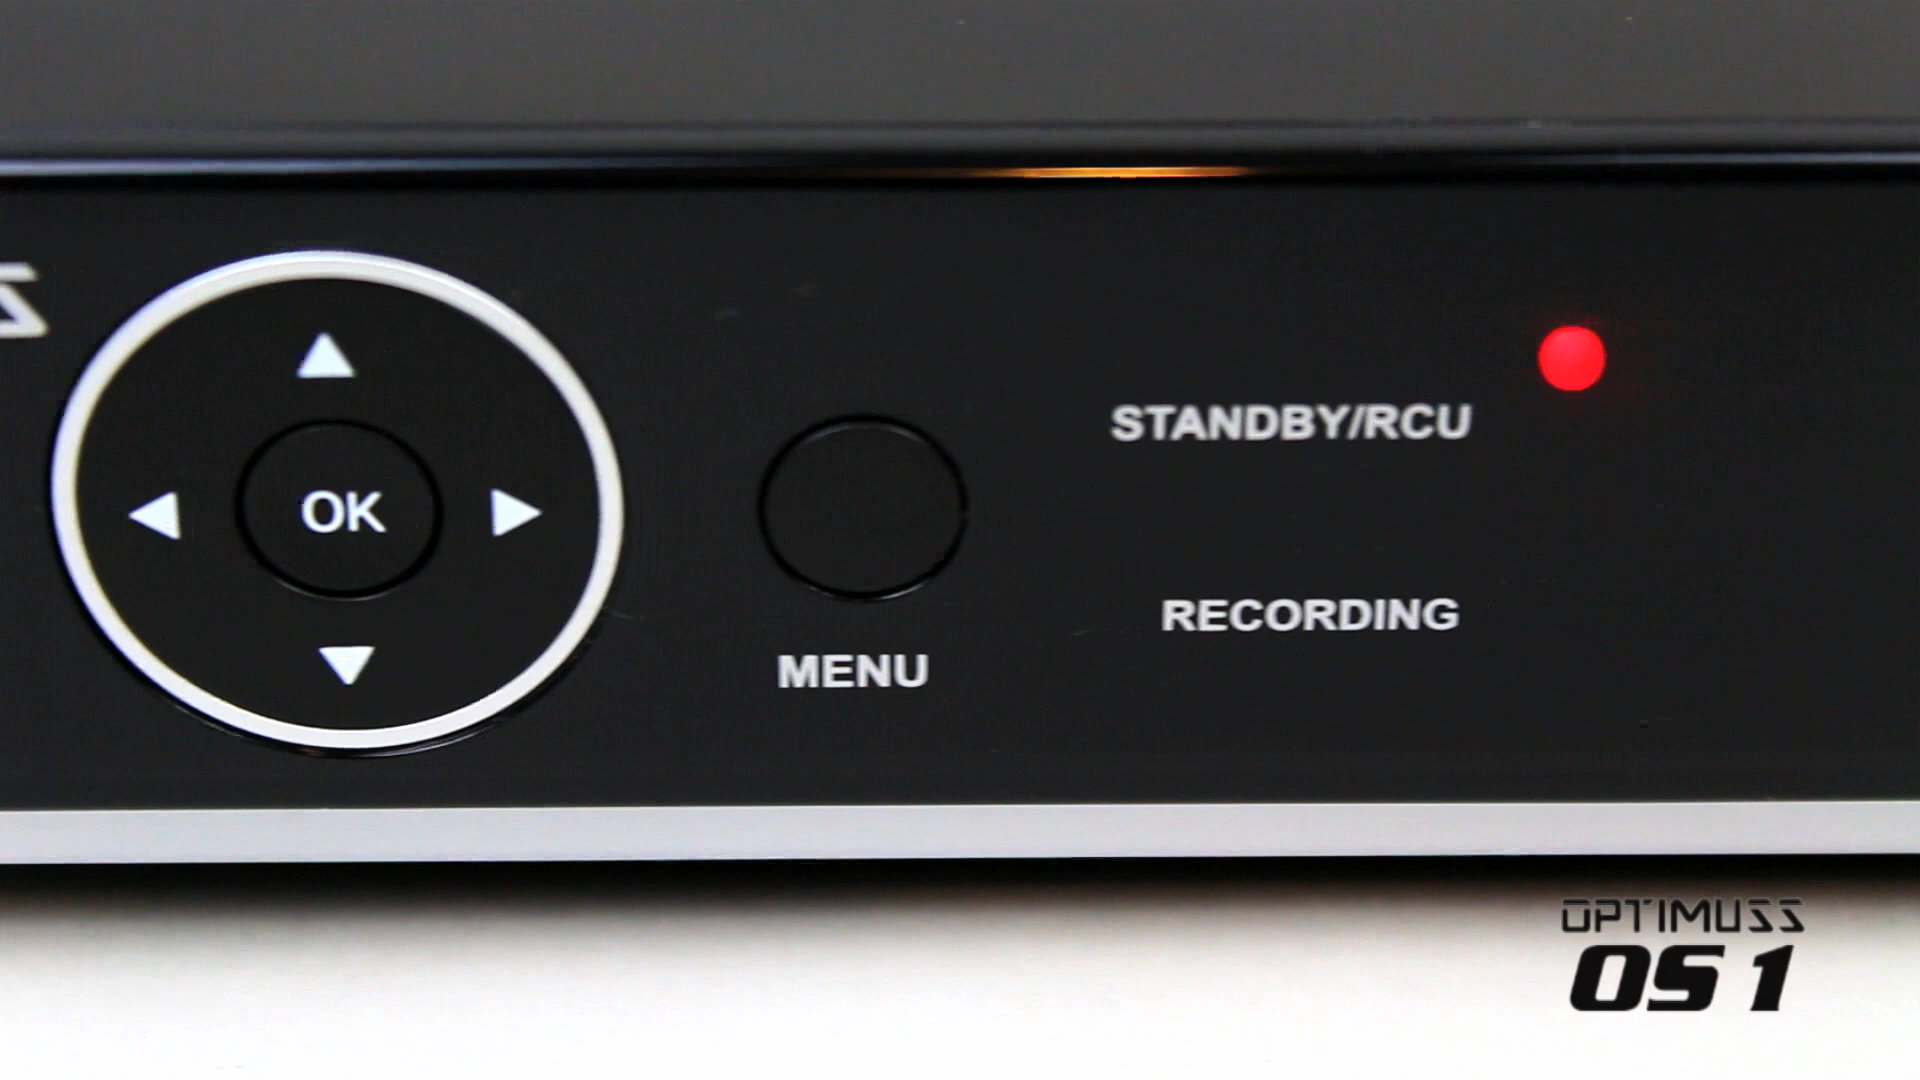 OK
MENU
STANDBY/RCU
RECORDING
OPTIMUSS
OS 1